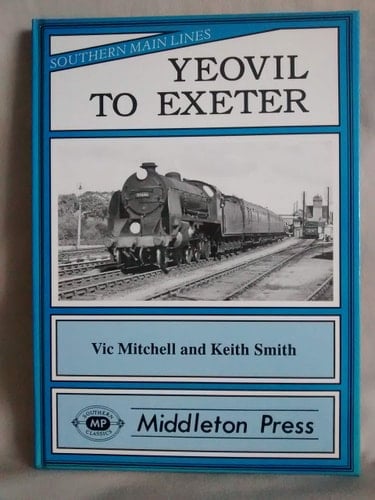 SOUTHERN MAIN LINES
YEOVIL
TO EXETER
Vic Mitchell and Keith Smith
SOUTHERN
MP
CLASSICS
Middleton Press